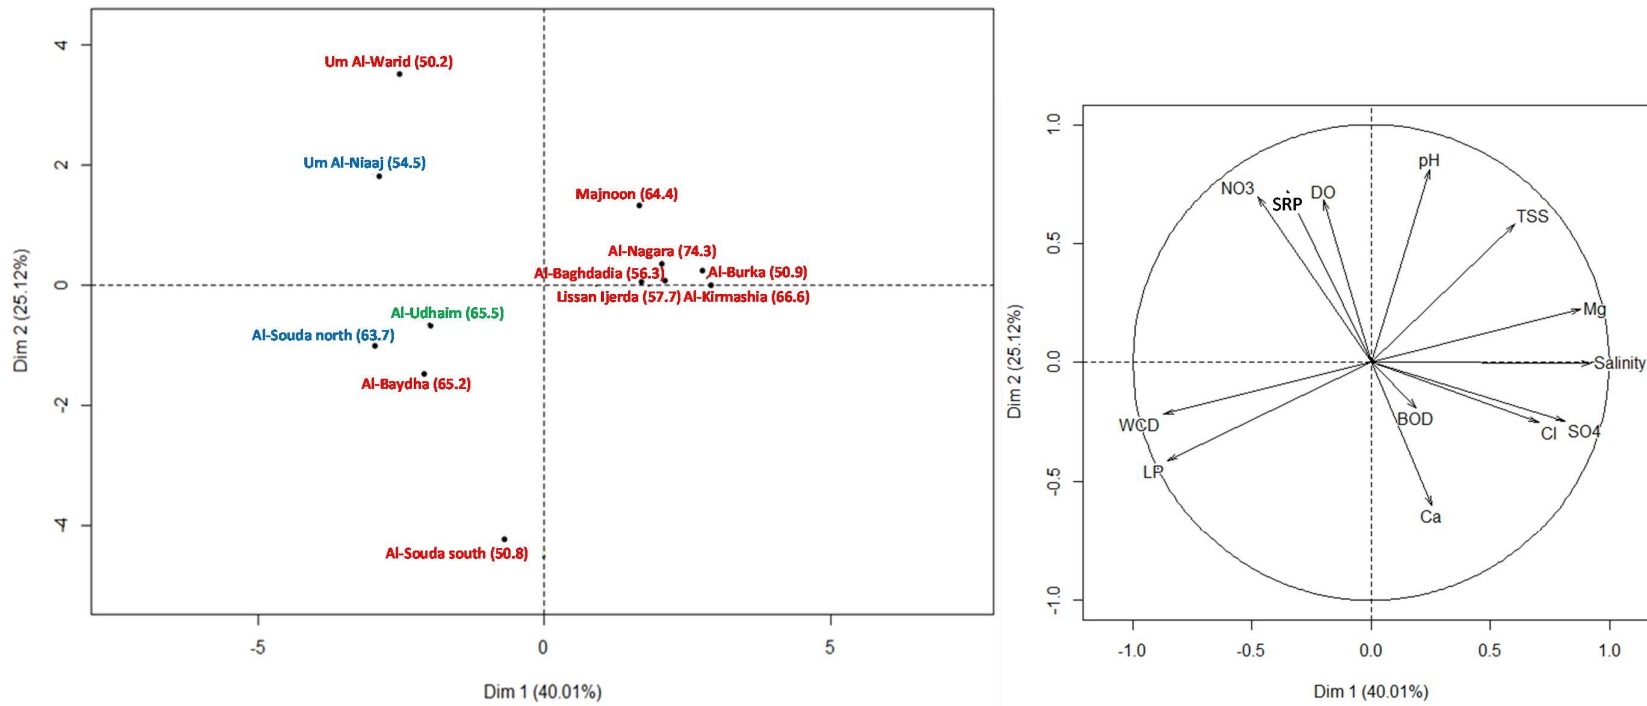 4
2
0
-2
-4
Dim 2 (25.12%)
Um Al-Warid (50.2)
Um Al-Niaaj (54.5)
Majnoon (64.4)
Al-Nagara (74.3)
Al-Baghdadia (56.3)
Al-Burka (50.9)
Lissan Ijerda (57.7)
Al-Kirmashia (66.6)
Al-Udhaim (65.5)
Al-Souda north (63.7)
Al-Baydha (65.2)
Al-Souda south (50.8)
-5
0
5
Dim 1 (40.01%)
1.0
0.5
0.0
-0.5
-1.0
Dim 2 (25.12%)
pH
NO3
SRP
DO
TSS
Mg
Salinity
WCD
BOD
Cl
SO4
LP
Ca
-1.0
-0.5
0.0
0.5
1.0
Dim 1 (40.01%)